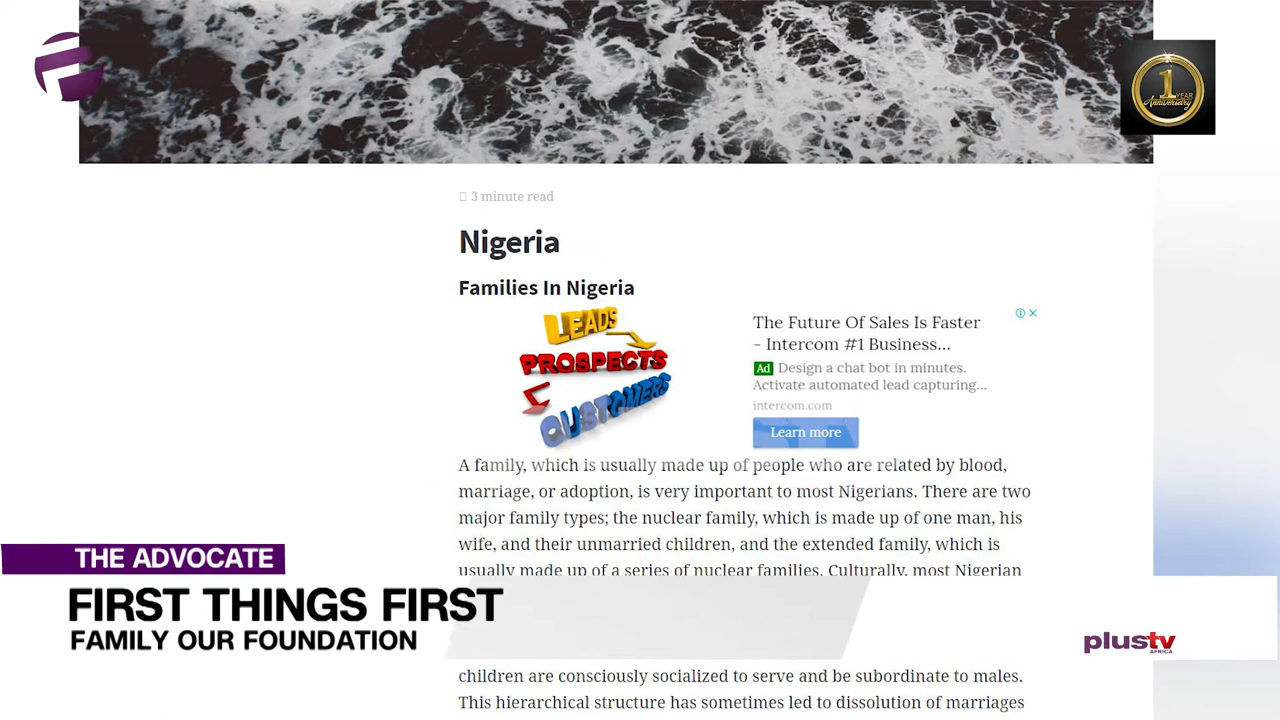 1
YEAR
Anniversary
3 minute read
Nigeria
Families In Nigeria
LEADS
PROSPECTS
CUSTOMERS
The Future Of Sales Is Faster
- Intercom #1 Business...
Ad Design a chat bot in minutes.
Activate automated lead capturing...
intercom.com
Learn more
A family, which is usually made up of people who are related by blood,
marriage, or adoption, is very important to most Nigerians. There are two
major family types; the nuclear family, which is made up of one man, his
wife, and their unmarried children, and the extended family, which is
usually made up of a series of nuclear families. Culturally, most Nigerian
THE ADVOCATE
FIRST THINGS FIRST
FAMILY OUR FOUNDATION
plustv
AFRICA
children are consciously socialized to serve and be subordinate to males.
This hierarchical structure has sometimes led to dissolution of marriages